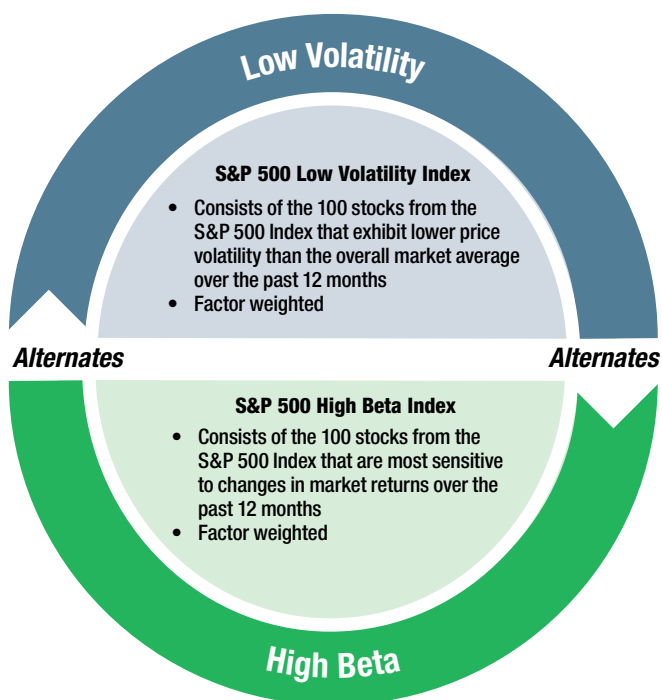 Low Volatility
S&P 500 Low Volatility Index
• Consists of the 100 stocks from the
S&P 500 Index that exhibit lower price
volatility than the overall market average
over the past 12 months
• Factor weighted
Alternates
Alternates
S&P 500 High Beta Index
• Consists of the 100 stocks from the
S&P 500 Index that are most sensitive
to changes in market returns over the
past 12 months
• Factor weighted
High Beta